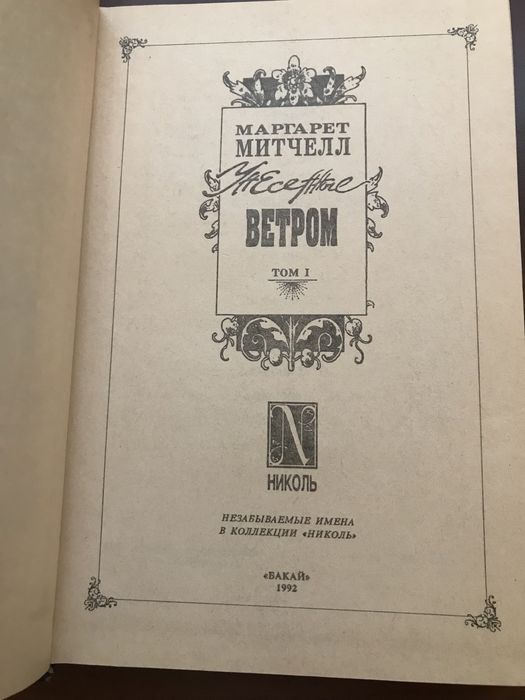 МАРГАРЕТ
МИТЧЕЛЛ
Унесенные
ВЕТРОМ
ТОМ I
N
НИКОЛЬ
НЕЗАБЫВАЕМЫЕ ИМЕНА
В КОЛЛЕКЦИИ «НИКОЛЬ»
«БАКАЙ»
1992